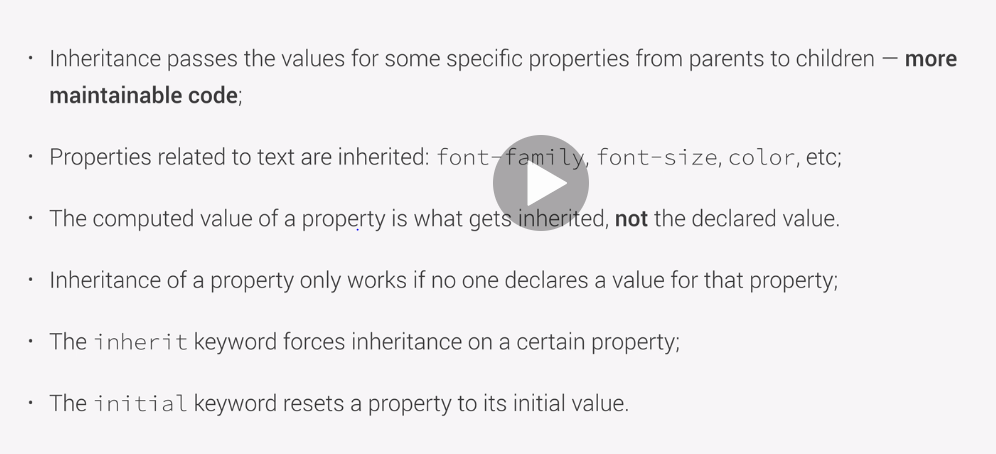 • Inheritance passes the values for some specific properties from parents to children — more
maintainable code;
• Properties related to text are inherited: font-family, font-size, color, etc;
• The computed value of a property is what gets inherited, not the declared value.
• Inheritance of a property only works if no one declares a value for that property;
• The inherit keyword forces inheritance on a certain property;
• The initial keyword resets a property to its initial value.